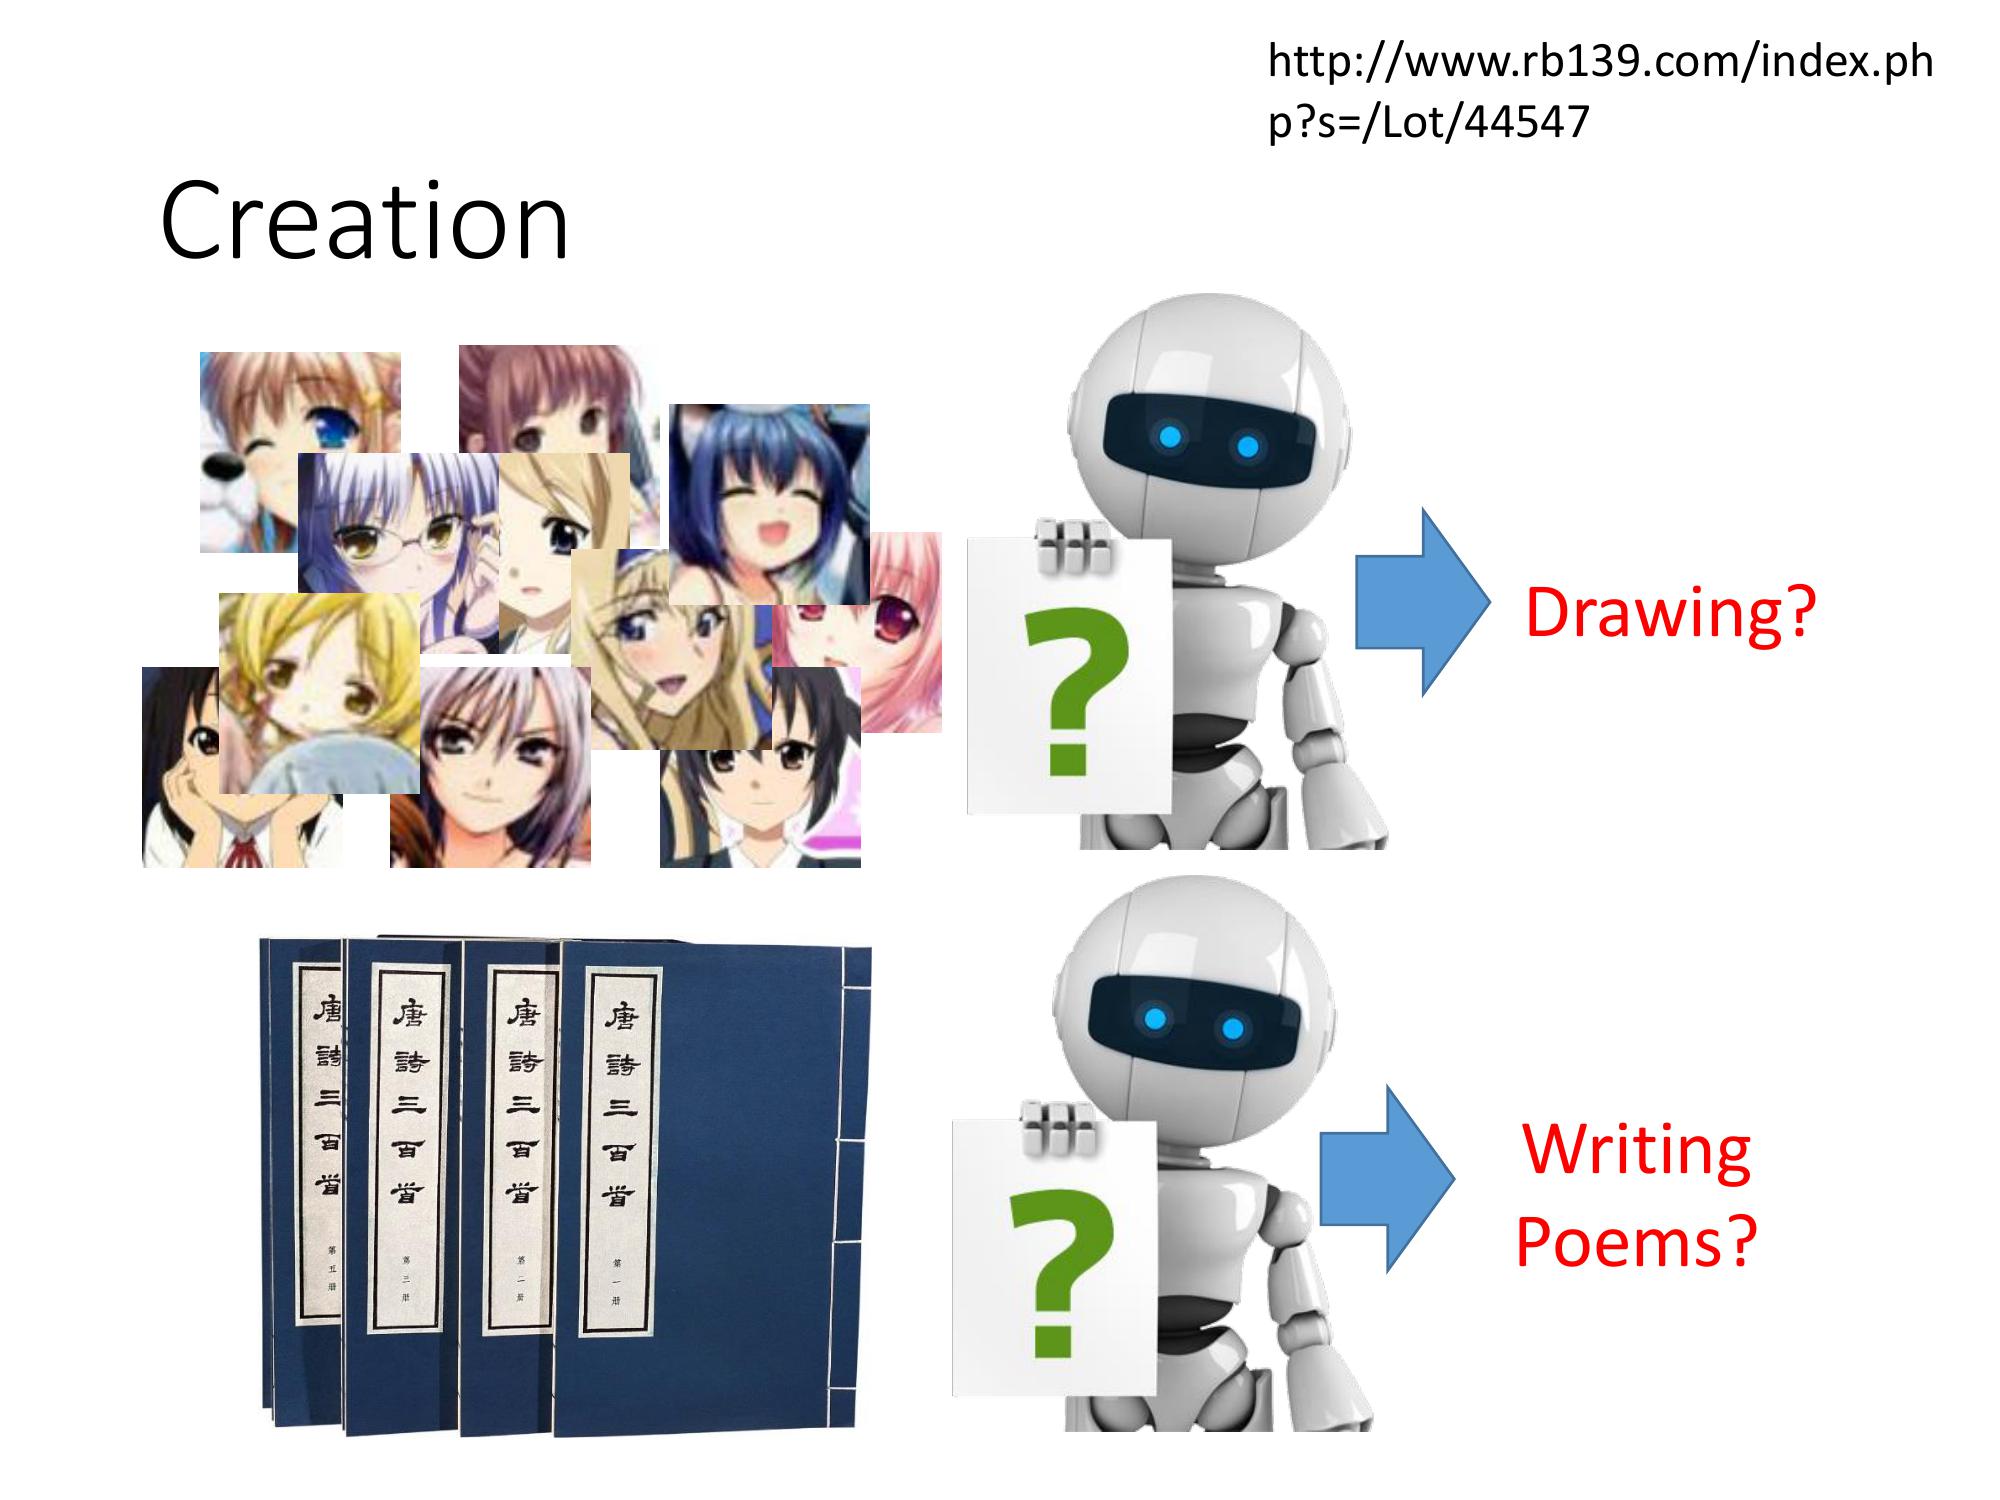 http://www.rb139.com/index.ph
p?s=/Lot/44547
Creation
?
Drawing?
唐詩三百首
第五册
唐詩三百首
第三册
唐詩三百首
第二册
唐詩三百首
第一册
?
Writing
Poems?